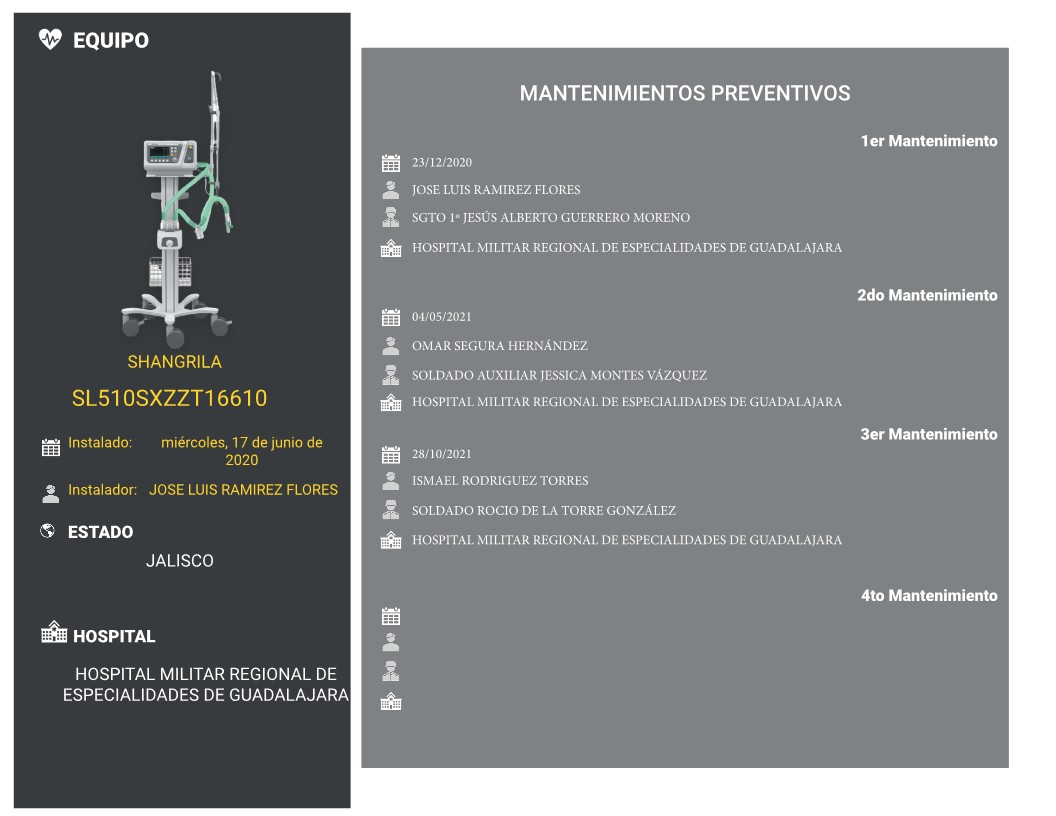 EQUIPO
SHANGRILA
SL510SXZZT16610
Instalado: miércoles, 17 de junio de
2020
Instalador: JOSE LUIS RAMIREZ FLORES
ESTADO
JALISCO
HOSPITAL
HOSPITAL MILITAR REGIONAL DE
ESPECIALIDADES DE GUADALAJARA
MANTENIMIENTOS PREVENTIVOS
1er Mantenimiento
23/12/2020
JOSE LUIS RAMIREZ FLORES
SGTO 1º JESÚS ALBERTO GUERRERO MORENO
HOSPITAL MILITAR REGIONAL DE ESPECIALIDADES DE GUADALAJARA
2do Mantenimiento
04/05/2021
OMAR SEGURA HERNÁNDEZ
SOLDADO AUXILIAR JESSICA MONTES VÁZQUEZ
HOSPITAL MILITAR REGIONAL DE ESPECIALIDADES DE GUADALAJARA
3er Mantenimiento
28/10/2021
ISMAEL RODRIGUEZ TORRES
SOLDADO ROCIO DE LA TORRE GONZÁLEZ
HOSPITAL MILITAR REGIONAL DE ESPECIALIDADES DE GUADALAJARA
4to Mantenimiento